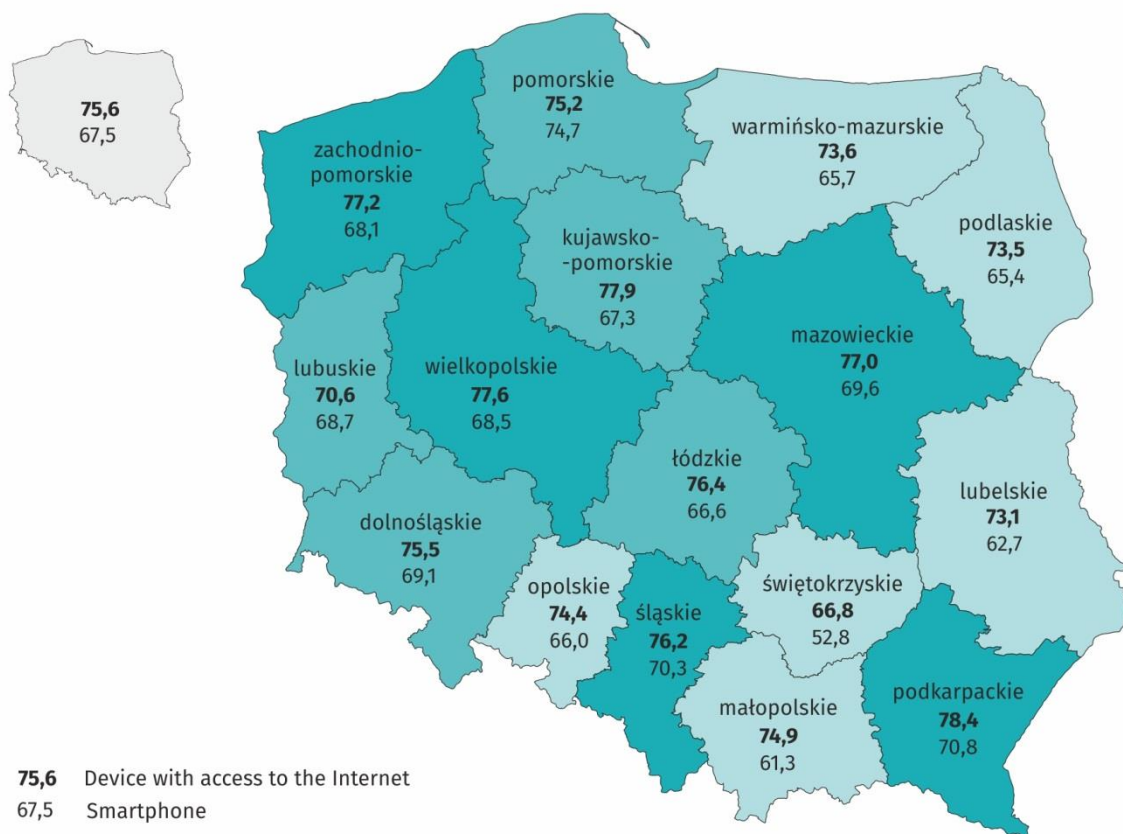 75,6
67,5
pomorskie
75,2
74,7
warmińsko-mazurskie
73,6
65,7
zachodnio-
pomorskie
77,2
68,1
podlaskie
73,5
65,4
kujawsko-
-pomorskie
77,9
67,3
mazowieckie
77,0
69,6
lubuskie
70,6
68,7
wielkopolskie
77,6
68,5
łódzkie
76,4
66,6
lubelskie
73,1
62,7
dolnośląskie
75,5
69,1
opolskie
74,4
66,0
śląskie
76,2
70,3
świętokrzyskie
66,8
52,8
małopolskie
74,9
61,3
podkarpackie
78,4
70,8
75,6 Device with access to the Internet
67,5 Smartphone